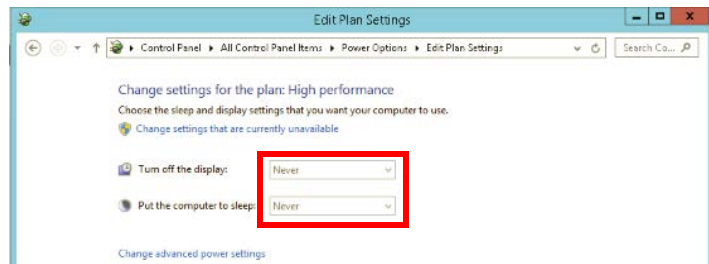 Edit Plan Settings
Control Panel ▸ All Control Panel Items ▸ Power Options ▸ Edit Plan Settings
Search Co...
Change settings for the plan: High performance
Choose the sleep and display settings that you want your computer to use.
Change settings that are currently unavailable
Turn off the display: Never
Put the computer to sleep: Never
Change advanced power settings